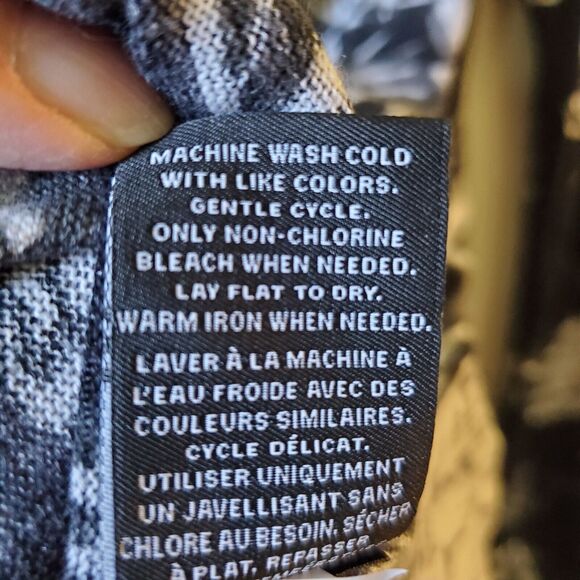 MACHINE WASH COLD
WITH LIKE COLORS.
GENTLE CYCLE.
ONLY NON-CHLORINE
BLEACH WHEN NEEDED.
LAY FLAT TO DRY.
WARM IRON WHEN NEEDED.
LAVER À LA MACHINE À
L'EAU FROIDE AVEC DES
COULEURS SIMILAIRES.
CYCLE DÉLICAT.
UTILISER UNIQUEMENT
UN JAVELLISANT SANS
CHLORE AU BESOIN. SÉCHER
À PLAT. REPASSER